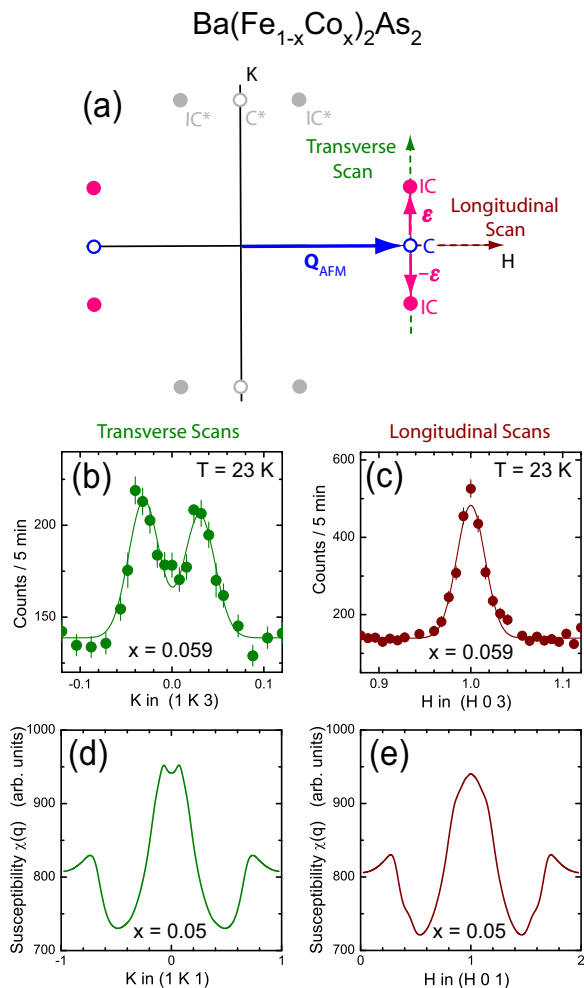 Ba(Fe1-xCox)2As2
(a)
K
IC*
C*
IC*
Transverse
Scan
IC
ε
Longitudinal
Scan
C
QAFM
-ε
H
IC
Transverse Scans
Longitudinal Scans
(b)
T = 23 K
Counts / 5 min
200
150
x = 0.059
-0.1
0.0
0.1
K in (1 K 3)
(c)
T = 23 K
Counts / 5 min
600
500
400
300
200
100
x = 0.059
0.9
1.0
1.1
H in (H 0 3)
(d)
Susceptibility χ(q) (arb. units)
1000
900
800
700
x = 0.05
-1
0
1
K in (1 K 1)
(e)
Susceptibility χ(q) (arb. units)
1000
900
800
700
x = 0.05
0
1
2
H in (H 0 1)